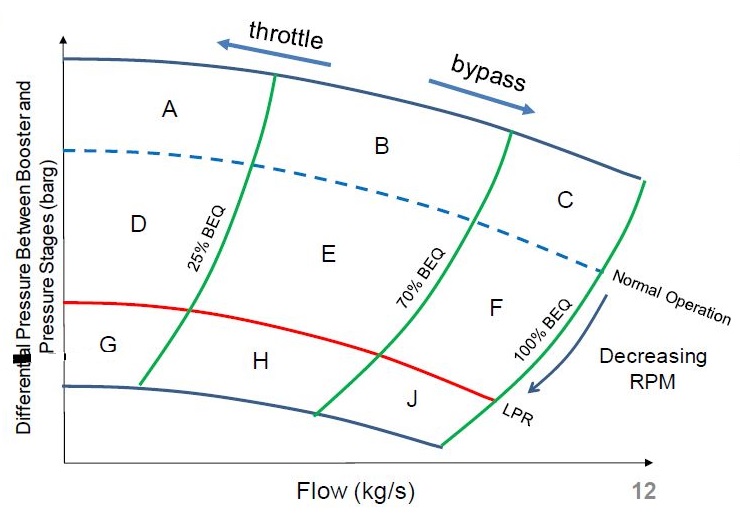 throttle
bypass
A
B
C
D
E
F
G
H
J
25% BEQ
70% BEQ
100% BEQ
Normal Operation
LPR
Decreasing
RPM
Differential Pressure Between Booster and
Pressure Stages (barg)
Flow (kg/s)
12